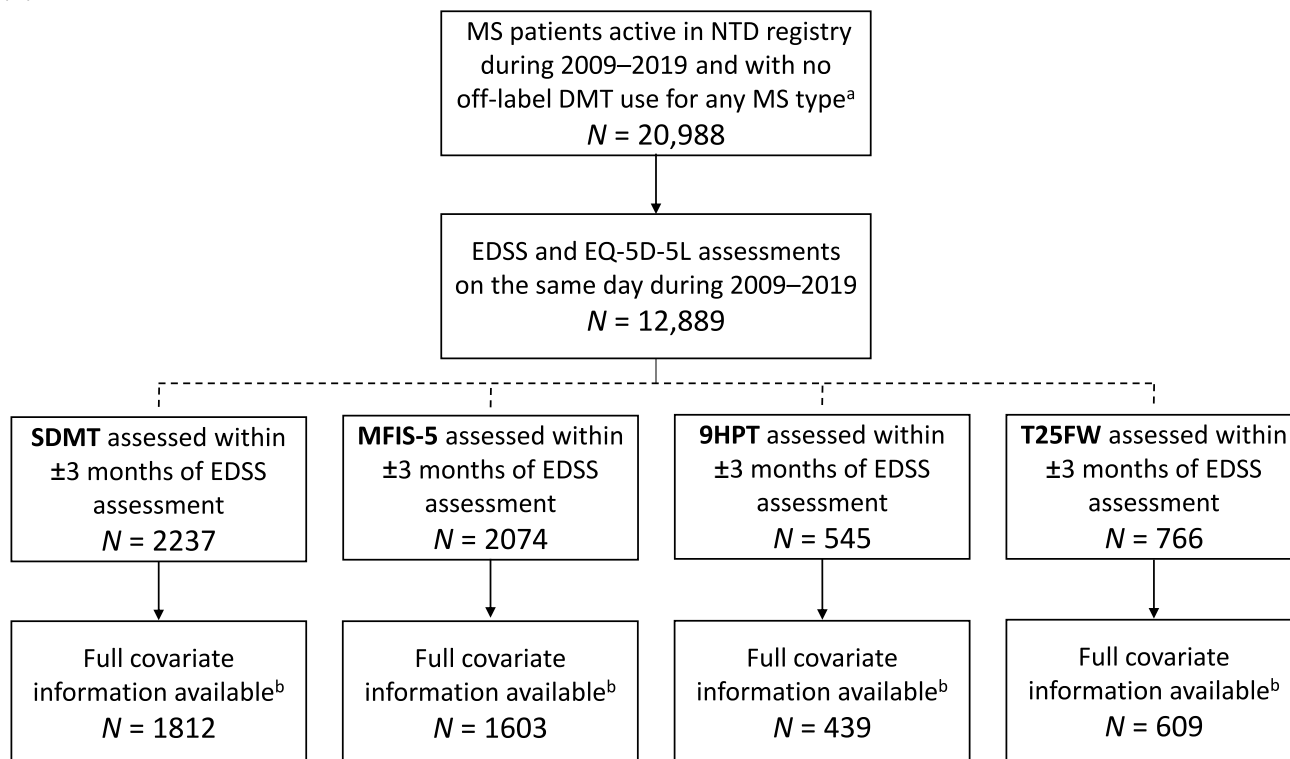 MS patients active in NTD registry
during 2009–2019 and with no
off-label DMT use for any MS typeᵃ
N = 20,988
EDSS and EQ-5D-5L assessments
on the same day during 2009–2019
N = 12,889
SDMT assessed within
±3 months of EDSS
assessment
N = 2237
MFIS-5 assessed within
±3 months of EDSS
assessment
N = 2074
9HPT assessed within
±3 months of EDSS
assessment
N = 545
T25FW assessed within
±3 months of EDSS
assessment
N = 766
Full covariate
information availableᵇ
N = 1812
Full covariate
information availableᵇ
N = 1603
Full covariate
information availableᵇ
N = 439
Full covariate
information availableᵇ
N = 609